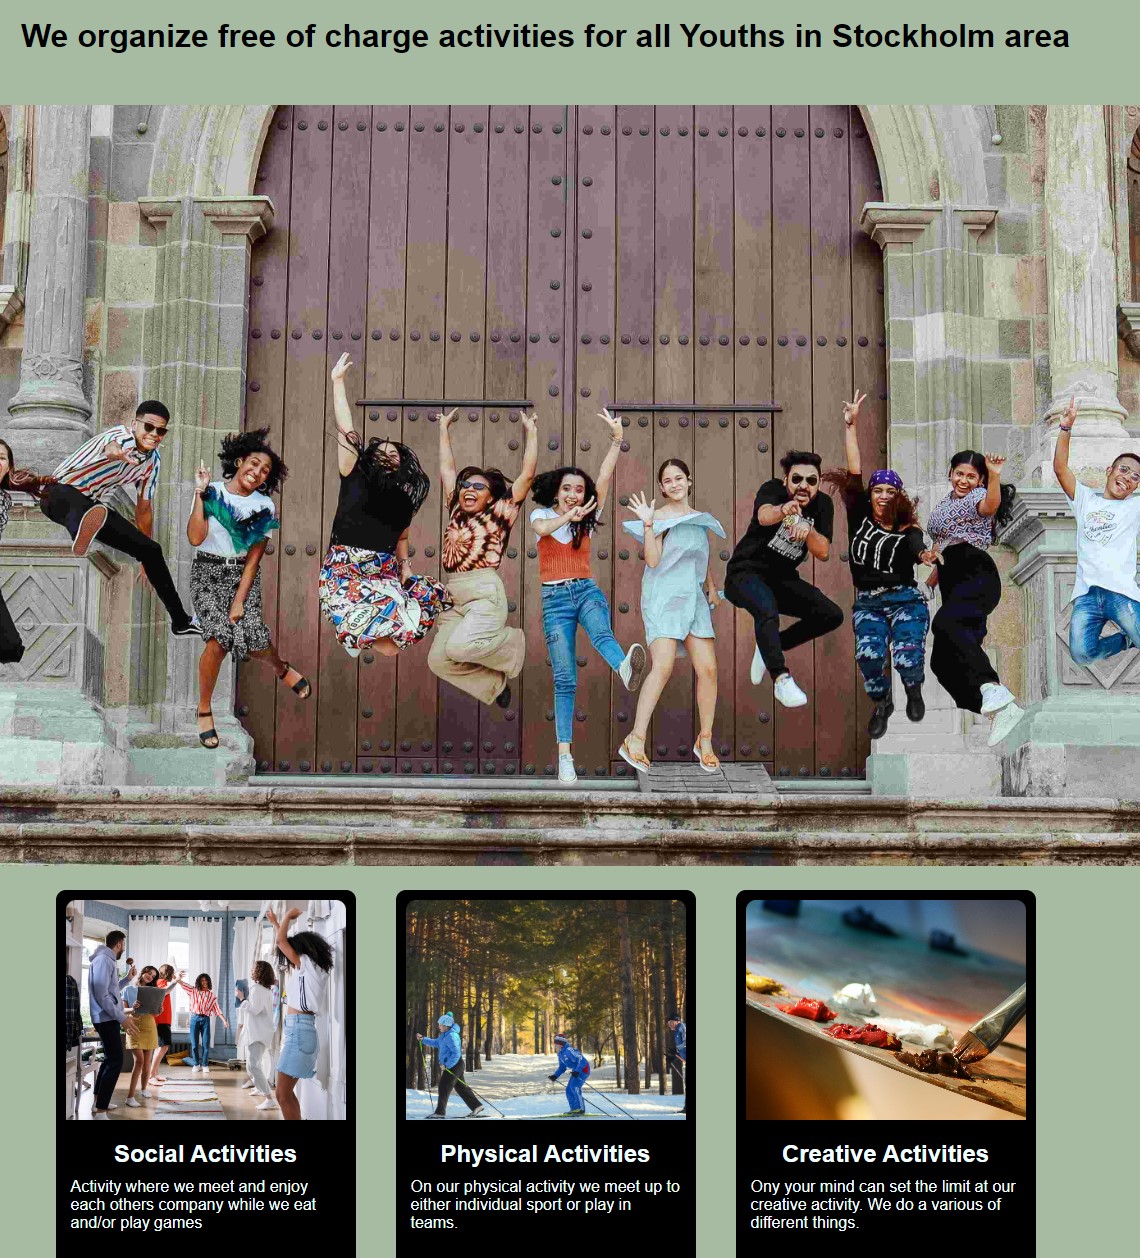 We organize free of charge activities for all Youths in Stockholm area
Social Activities
Activity where we meet and enjoy
each others company while we eat
and/or play games
Physical Activities
On our physical activity we meet up to
either individual sport or play in
teams.
Creative Activities
Ony your mind can set the limit at our
creative activity. We do a various of
different things.